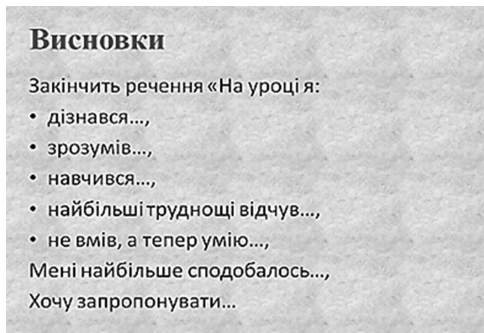 Висновки
Закінчить речення «На уроці я:
• дізнався...,
• зрозумів...,
• навчився...,
• найбільші труднощі відчув...,
• не вмів, а тепер умію...,
Мені найбільше сподобалось...,
Хочу запропонувати...